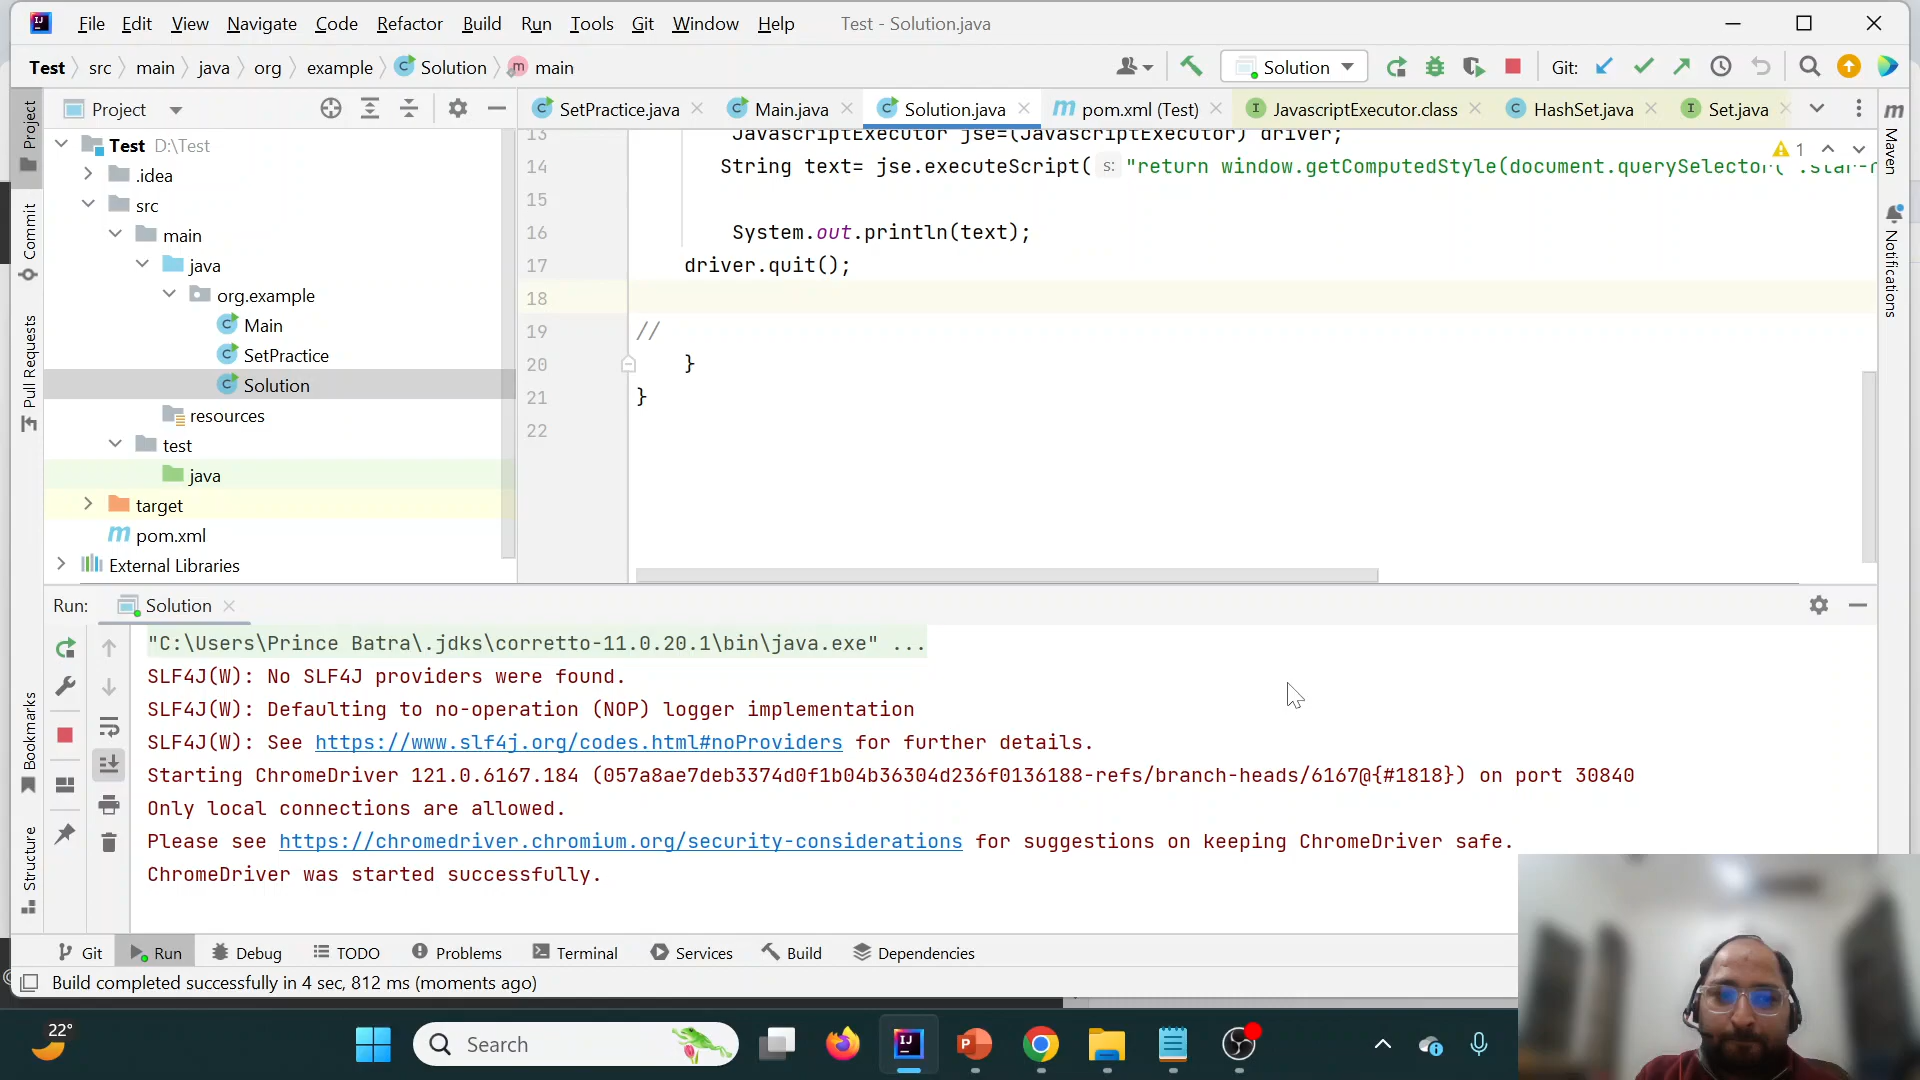 File Edit View Navigate Code Refactor Build Run Tools Git Window Help Test - Solution.java
Test src main java org example Solution main Solution Git:
Project SetPractice.java Main.java Solution.java pom.xml (Test) JavascriptExecutor.class HashSet.java Set.java
Project
Commit
Pull Requests
Bookmarks
Structure
Maven
Notifications
Test D:\Test
.idea
src
main
java
org.example
Main
SetPractice
Solution
resources
test
java
target
pom.xml
External Libraries
13 JavascriptExecutor jse=(JavascriptExecutor) driver;
14 String text= jse.executeScript( s: "return window.getComputedStyle(document.querySelector('.star-r
1
15
16 System.out.println(text);
17 driver.quit();
18
19 //
20 }
21 }
22
Run: Solution
"C:\Users\Prince Batra\.jdks\corretto-11.0.20.1\bin\java.exe" ...
SLF4J(W): No SLF4J providers were found.
SLF4J(W): Defaulting to no-operation (NOP) logger implementation
SLF4J(W): See https://www.slf4j.org/codes.html#noProviders for further details.
Starting ChromeDriver 121.0.6167.184 (057a8ae7deb3374d0f1b04b36304d236f0136188-refs/branch-heads/6167@{#1818}) on port 30840
Only local connections are allowed.
Please see https://chromedriver.chromium.org/security-considerations for suggestions on keeping ChromeDriver safe.
ChromeDriver was started successfully.
Git Run Debug TODO Problems Terminal Services Build Dependencies
Build completed successfully in 4 sec, 812 ms (moments ago)
22°
Search